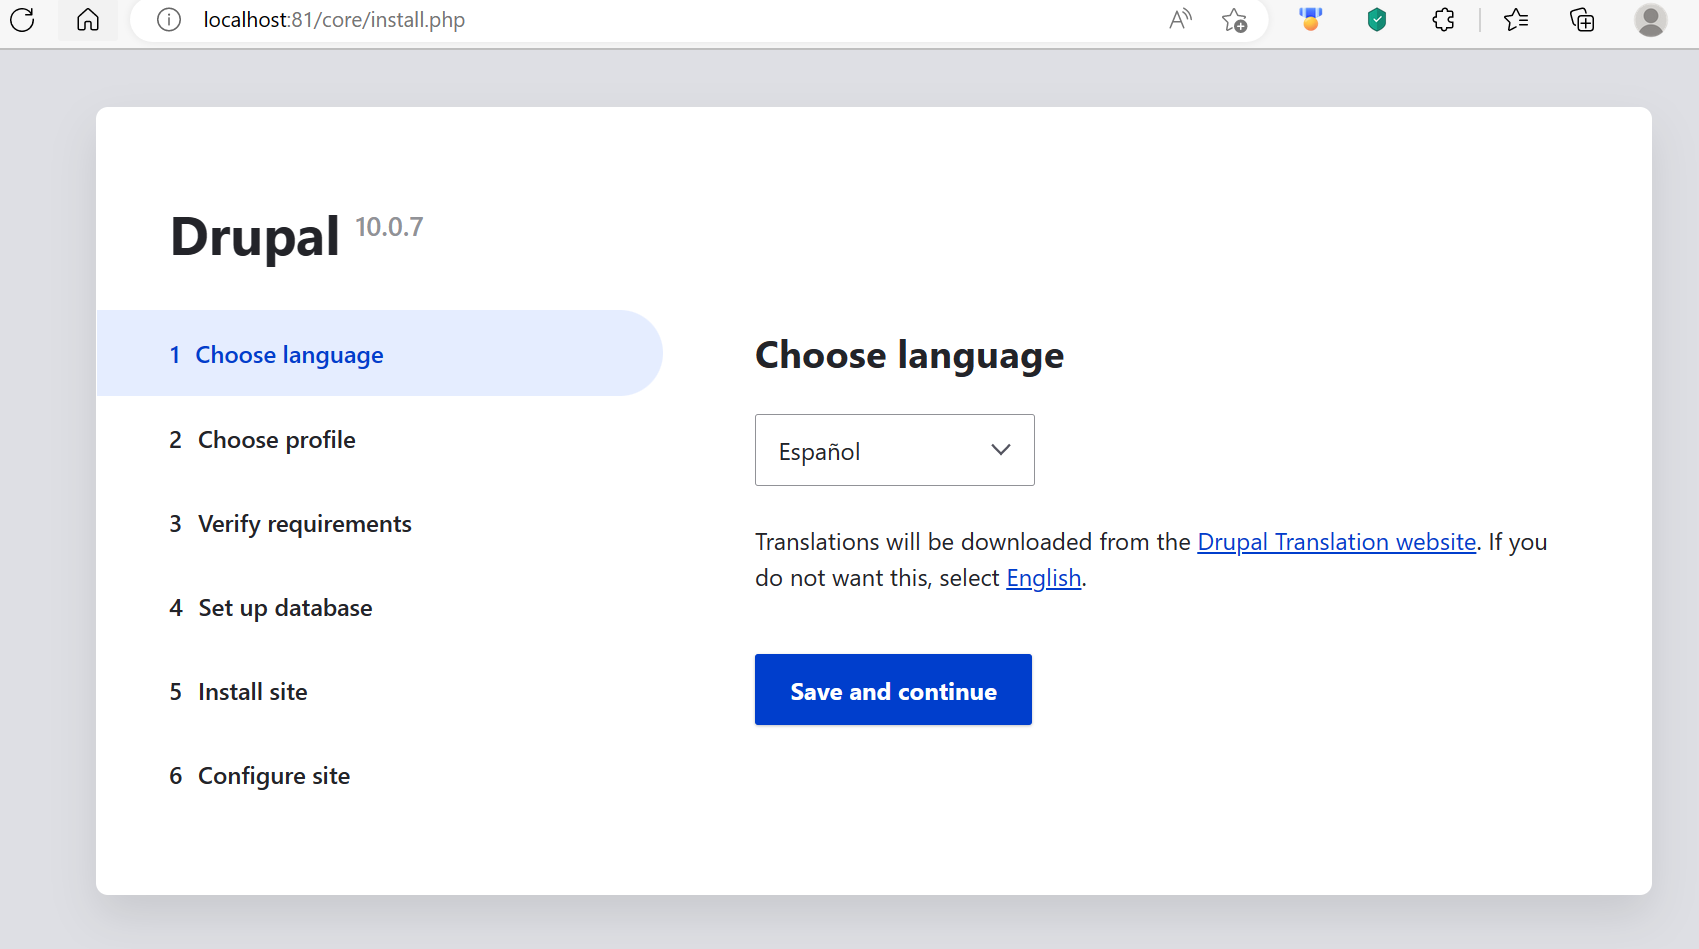 localhost:81/core/install.php
Drupal 10.0.7
1 Choose language
2 Choose profile
3 Verify requirements
4 Set up database
5 Install site
6 Configure site
Choose language
Español
Translations will be downloaded from the Drupal Translation website. If you
do not want this, select English.
Save and continue